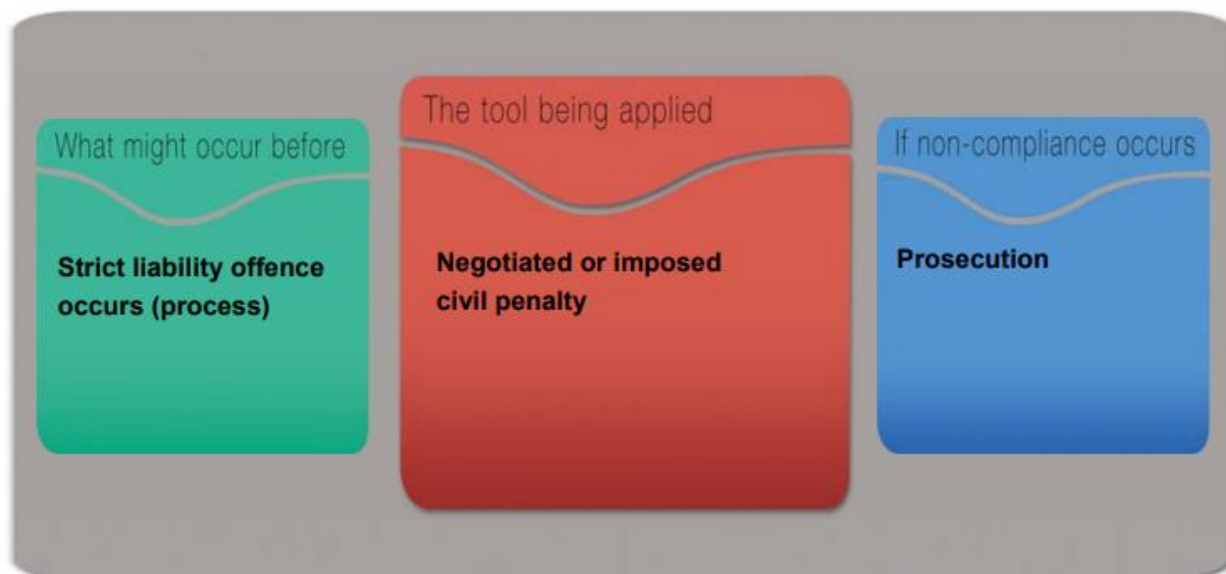 What might occur before
Strict liability offence
occurs (process)
The tool being applied
Negotiated or imposed
civil penalty
If non-compliance occurs
Prosecution